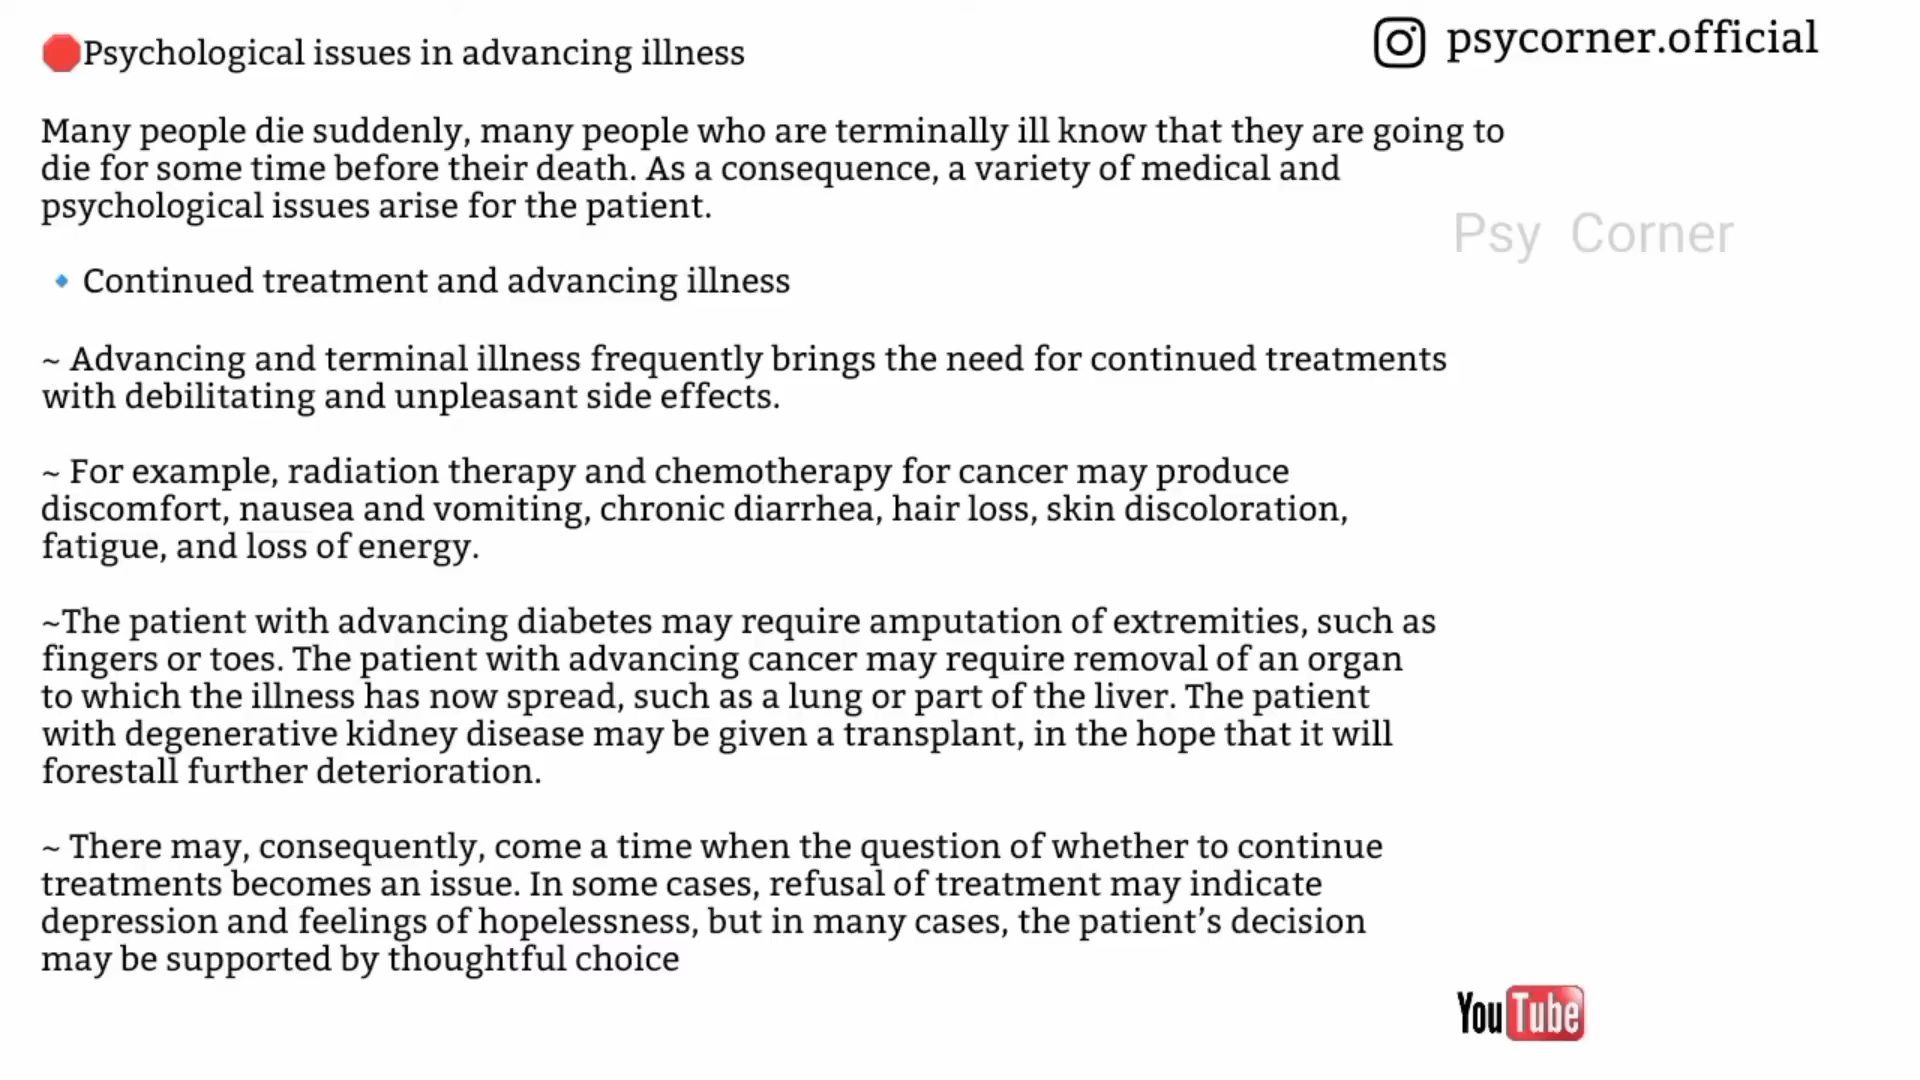 🛑Psychological issues in advancing illness
psycorner.official
Many people die suddenly, many people who are terminally ill know that they are going to
die for some time before their death. As a consequence, a variety of medical and
psychological issues arise for the patient.
Psy Corner
🔹Continued treatment and advancing illness
~ Advancing and terminal illness frequently brings the need for continued treatments
with debilitating and unpleasant side effects.
~ For example, radiation therapy and chemotherapy for cancer may produce
discomfort, nausea and vomiting, chronic diarrhea, hair loss, skin discoloration,
fatigue, and loss of energy.
~The patient with advancing diabetes may require amputation of extremities, such as
fingers or toes. The patient with advancing cancer may require removal of an organ
to which the illness has now spread, such as a lung or part of the liver. The patient
with degenerative kidney disease may be given a transplant, in the hope that it will
forestall further deterioration.
~ There may, consequently, come a time when the question of whether to continue
treatments becomes an issue. In some cases, refusal of treatment may indicate
depression and feelings of hopelessness, but in many cases, the patient’s decision
may be supported by thoughtful choice
YouTube